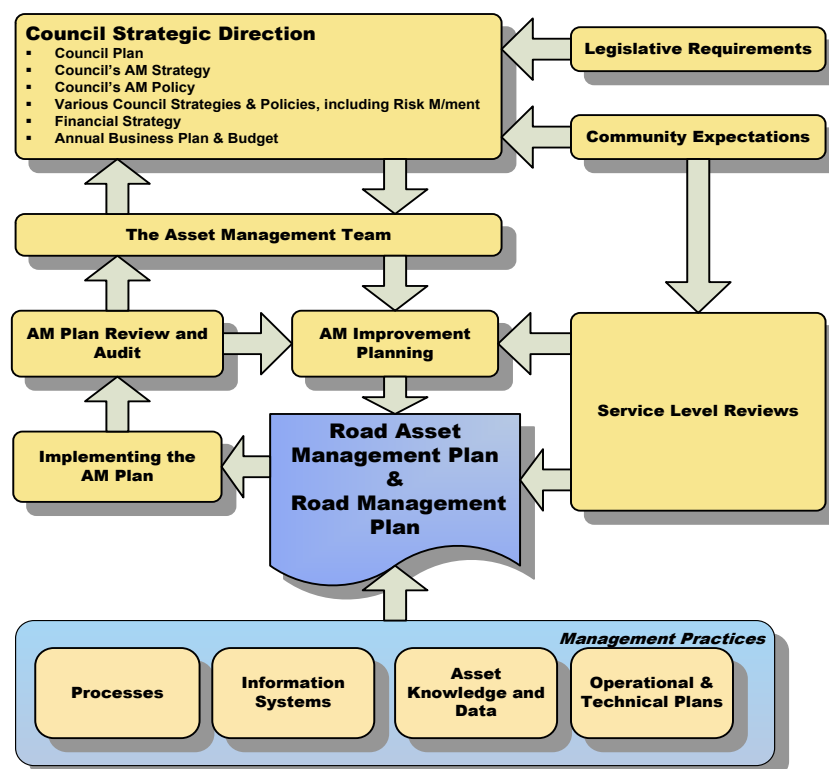 Council Strategic Direction
▪ Council Plan
▪ Council's AM Strategy
▪ Council's AM Policy
▪ Various Council Strategies & Policies, including Risk M/ment
▪ Financial Strategy
▪ Annual Business Plan & Budget
Legislative Requirements
Community Expectations
The Asset Management Team
AM Plan Review and
Audit
AM Improvement
Planning
Service Level Reviews
Implementing the
AM Plan
Road Asset
Management Plan
&
Road Management
Plan
Management Practices
Processes
Information
Systems
Asset
Knowledge and
Data
Operational &
Technical Plans